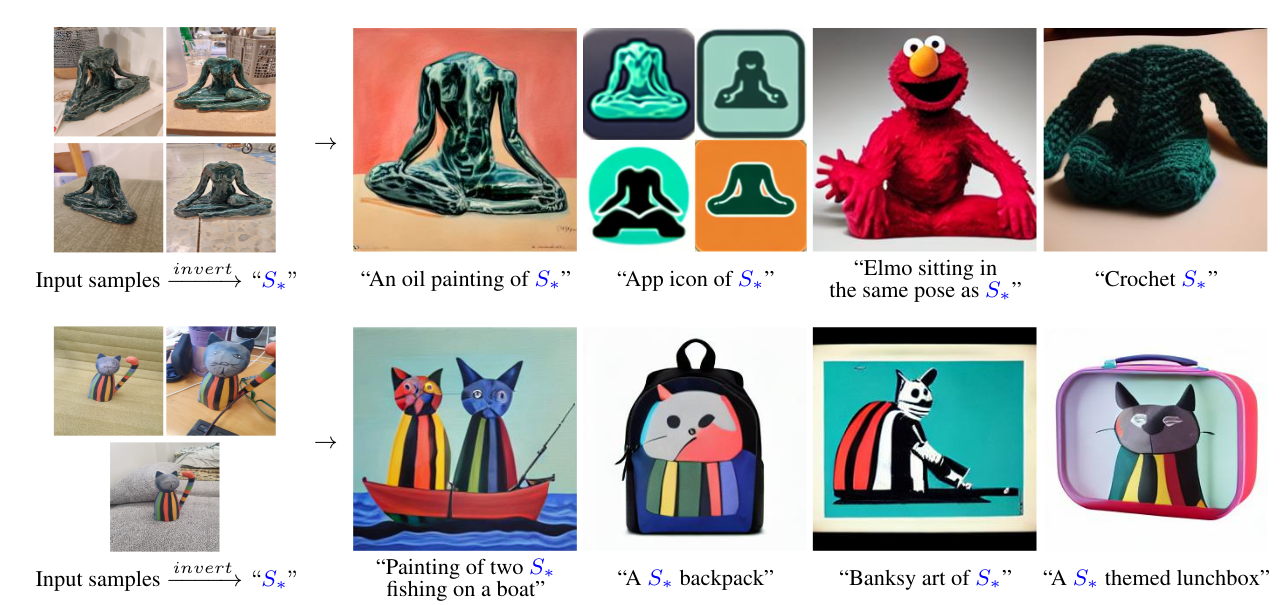 Input samples invert→ “S*”
→
“An oil painting of S*”
“App icon of S*”
“Elmo sitting in
the same pose as S*”
“Crochet S*”
Input samples invert→ “S*”
→
“Painting of two S*
fishing on a boat”
“A S* backpack”
“Banksy art of S*”
“A S* themed lunchbox”